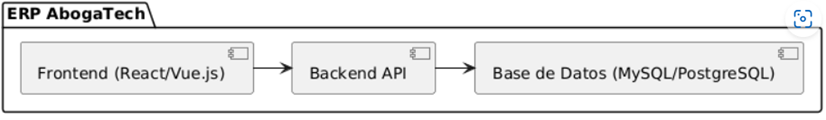 ERP AbogaTech
Frontend (React/Vue.js)
Backend API
Base de Datos (MySQL/PostgreSQL)